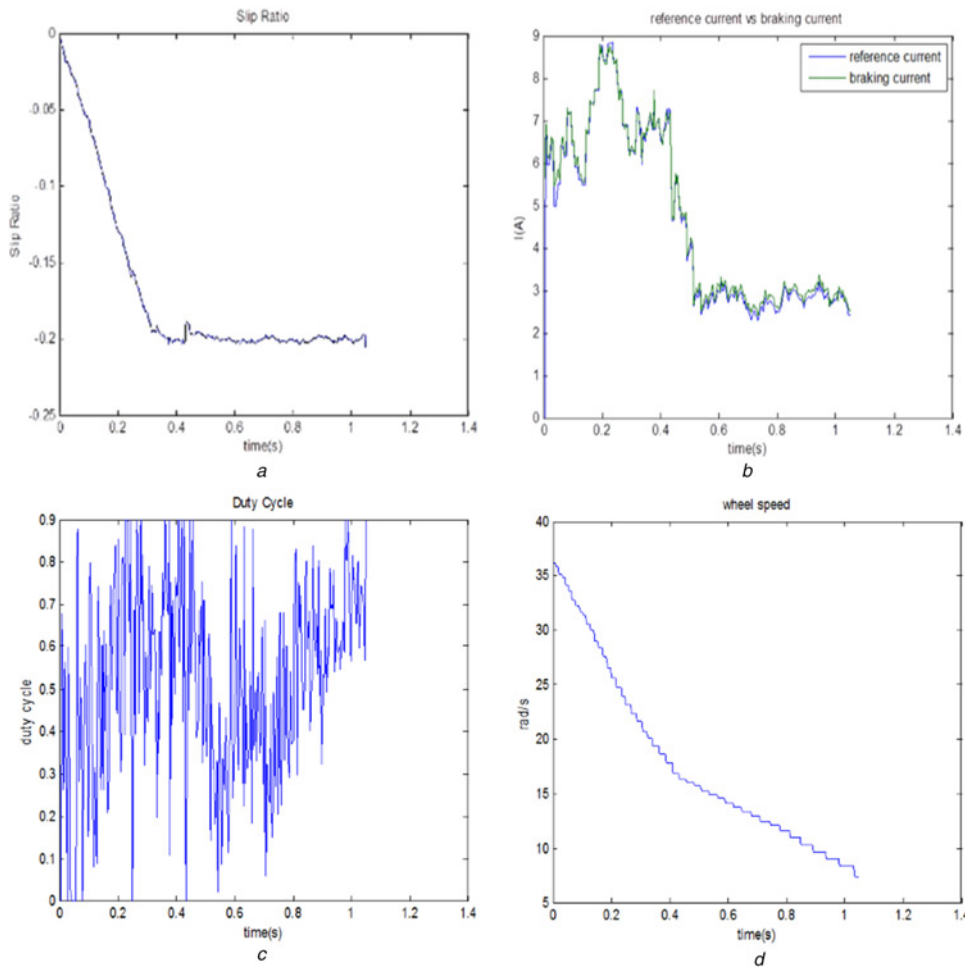 Slip Ratio
0
-0.05
-0.1
-0.15
-0.2
-0.25
Slip Ratio
0 0.2 0.4 0.6 0.8 1 1.2 1.4
time(s)
a
reference current vs braking current
reference current
braking current
9
8
7
6
5
4
3
2
1
0
I(A)
0 0.2 0.4 0.6 0.8 1 1.2 1.4
time(s)
b
Duty Cycle
0.9
0.8
0.7
0.6
0.5
0.4
0.3
0.2
0.1
0
duty cycle
0 0.2 0.4 0.6 0.8 1 1.2 1.4
time(s)
c
wheel speed
40
35
30
25
20
15
10
5
rad/s
0 0.2 0.4 0.6 0.8 1 1.2 1.4
time(s)
d